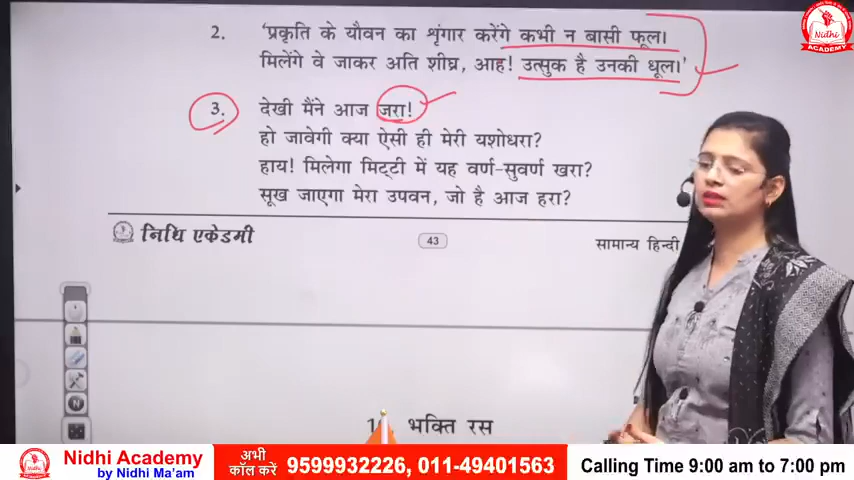 2. 'प्रकृति के यौवन का शृंगार करेंगे कभी न बासी फूल।
मिलेंगे वे जाकर अति शीघ्र, आह! उत्सुक है उनकी धूल।'
3. देखी मैंने आज जरा!
हो जावेगी क्या ऐसी ही मेरी यशोधरा?
हाय! मिलेगा मिट्टी में यह वर्ण-सुवर्ण खरा?
सूख जाएगा मेरा उपवन, जो है आज हरा?
निधि एकेडमी
43
सामान्य हिन्दी
भक्ति रस
Nidhi
ACADEMY
Nidhi Academy
by Nidhi Ma'am
अभी
कॉल करें
9599932226, 011-49401563
Calling Time 9:00 am to 7:00 pm